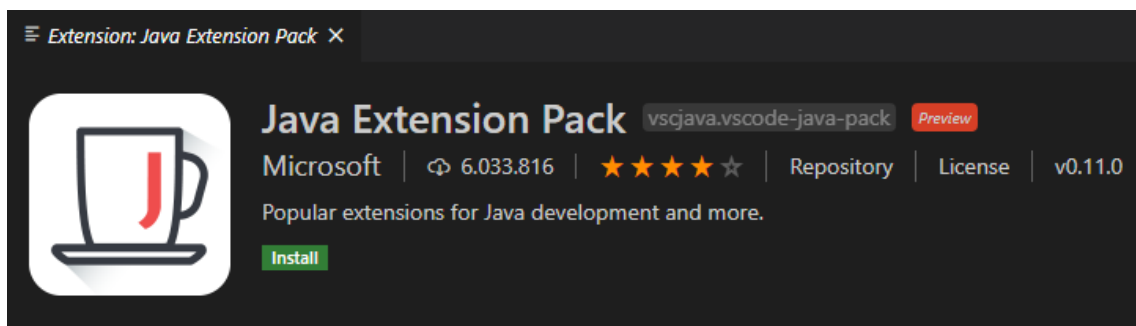 Extension: Java Extension Pack
Java Extension Pack vscjava.vscode-java-pack Preview
Microsoft 6.033.816 Repository License v0.11.0
Popular extensions for Java development and more.
Install
J